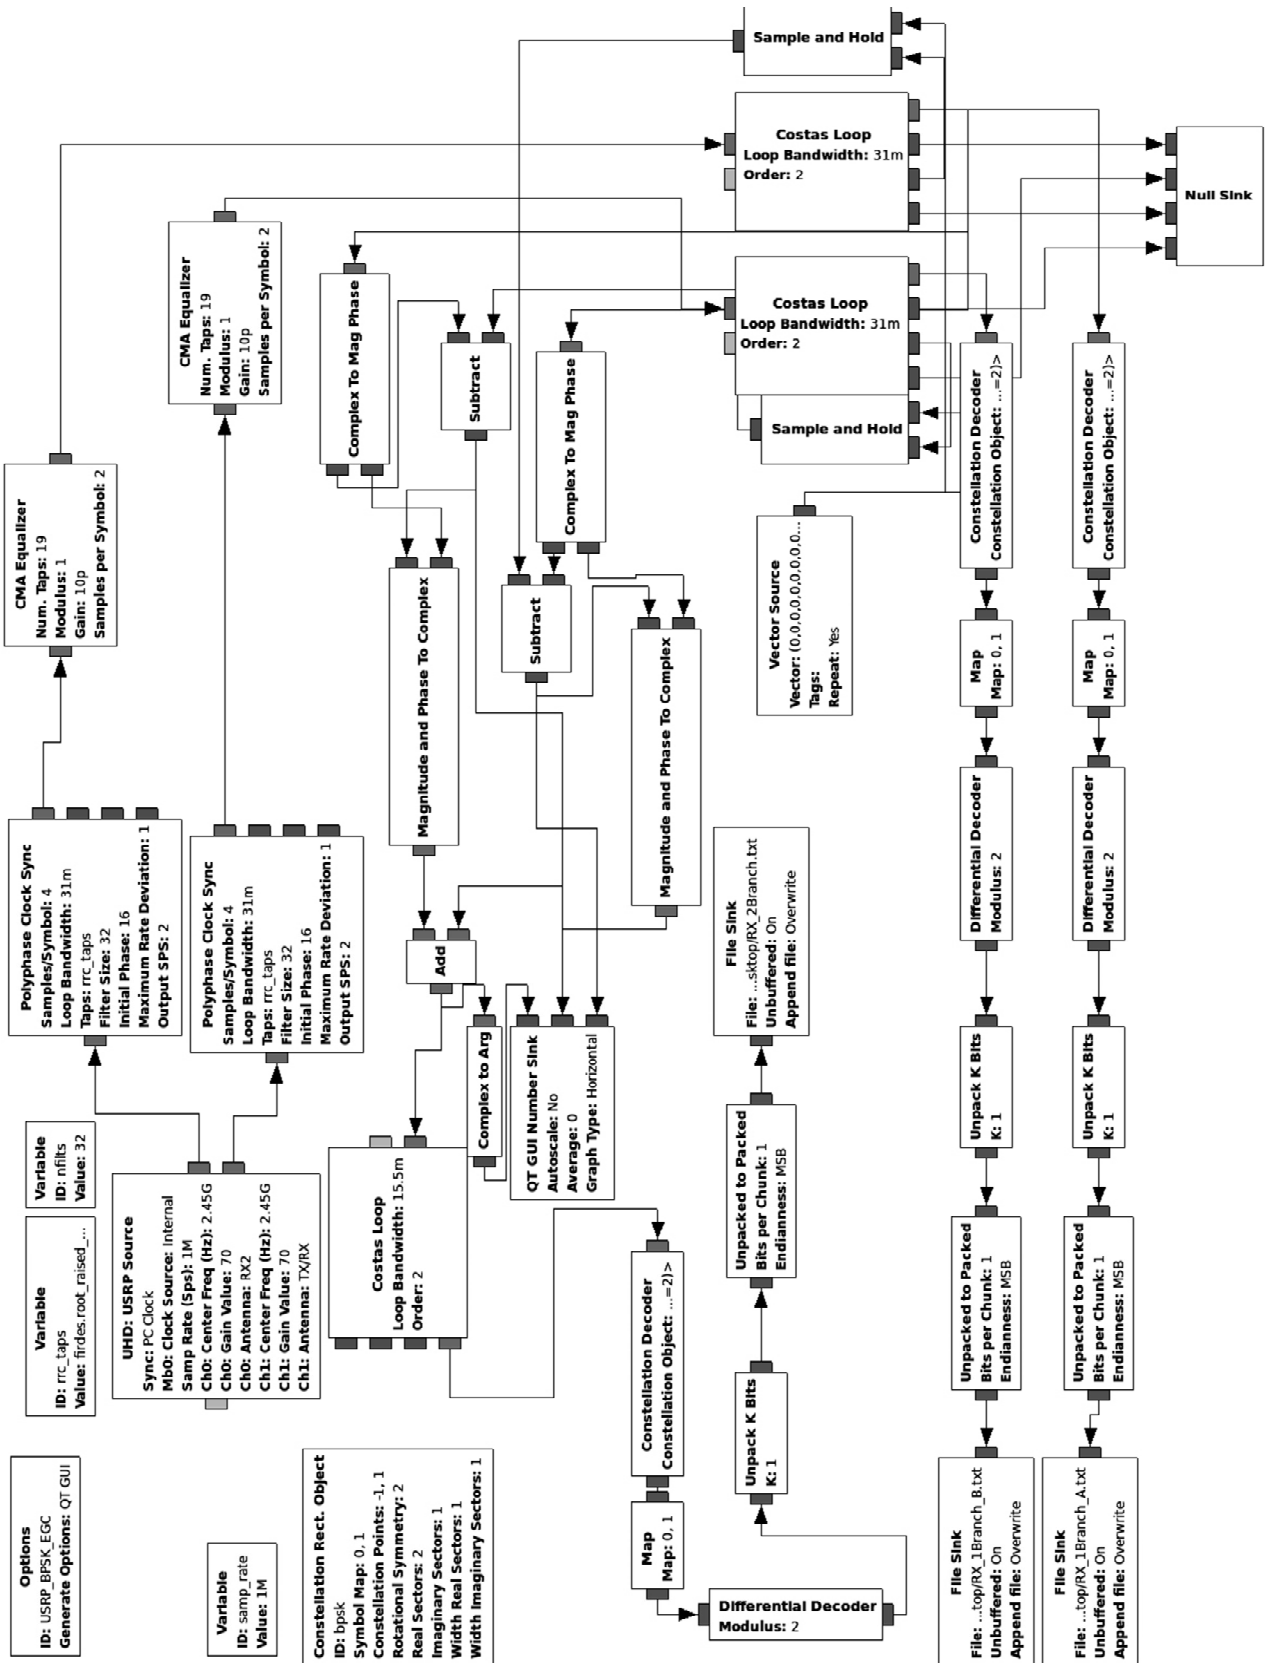 Options
ID: USRP_BPSK_EGC
Generate Options: QT GUI
Variable
ID: rrc_taps
Value: firdes.root_raised_...
Variable
ID: nfilts
Value: 32
Variable
ID: samp_rate
Value: 1M
UHD: USRP Source
Sync: PC Clock
Mb0: Clock Source: Internal
Samp Rate (Sps): 1M
Ch0: Center Freq (Hz): 2.45G
Ch0: Gain Value: 70
Ch0: Antenna: RX2
Ch1: Center Freq (Hz): 2.45G
Ch1: Gain Value: 70
Ch1: Antenna: TX/RX
Constellation Rect. Object
ID: bpsk
Symbol Map: 0, 1
Constellation Points: -1, 1
Rotational Symmetry: 2
Real Sectors: 2
Imaginary Sectors: 1
Width Real Sectors: 1
Width Imaginary Sectors: 1
Polyphase Clock Sync
Samples/Symbol: 4
Loop Bandwidth: 31m
Taps: rrc_taps
Filter Size: 32
Initial Phase: 16
Maximum Rate Deviation: 1
Output SPS: 2
Polyphase Clock Sync
Samples/Symbol: 4
Loop Bandwidth: 31m
Taps: rrc_taps
Filter Size: 32
Initial Phase: 16
Maximum Rate Deviation: 1
Output SPS: 2
CMA Equalizer
Num. Taps: 19
Modulus: 1
Gain: 10p
Samples per Symbol: 2
CMA Equalizer
Num. Taps: 19
Modulus: 1
Gain: 10p
Samples per Symbol: 2
Complex To Mag Phase
Subtract
Complex To Mag Phase
Magnitude and Phase To Complex
Subtract
Magnitude and Phase To Complex
Add
Complex to Arg
QT GUI Number Sink
Autoscale: No
Average: 0
Graph Type: Horizontal
Costas Loop
Loop Bandwidth: 15.5m
Order: 2
Sample and Hold
Costas Loop
Loop Bandwidth: 31m
Order: 2
Costas Loop
Loop Bandwidth: 31m
Order: 2
Sample and Hold
Null Sink
Vector Source
Vector: (0,0,0,0,0,0,0,0...
Tags:
Repeat: Yes
Constellation Decoder
Constellation Object: ...=2)>
Map
Map: 0, 1
Differential Decoder
Modulus: 2
Unpack K Bits
K: 1
Unpacked to Packed
Bits per Chunk: 1
Endianness: MSB
File Sink
File: ...sktop/RX_2Branch.txt
Unbuffered: On
Append file: Overwrite
Constellation Decoder
Constellation Object: ...=2)>
Map
Map: 0, 1
Differential Decoder
Modulus: 2
Unpack K Bits
K: 1
Unpacked to Packed
Bits per Chunk: 1
Endianness: MSB
File Sink
File: ...top/RX_1Branch_B.txt
Unbuffered: On
Append file: Overwrite
Constellation Decoder
Constellation Object: ...=2)>
Map
Map: 0, 1
Differential Decoder
Modulus: 2
Unpack K Bits
K: 1
Unpacked to Packed
Bits per Chunk: 1
Endianness: MSB
File Sink
File: ...top/RX_1Branch_A.txt
Unbuffered: On
Append file: Overwrite